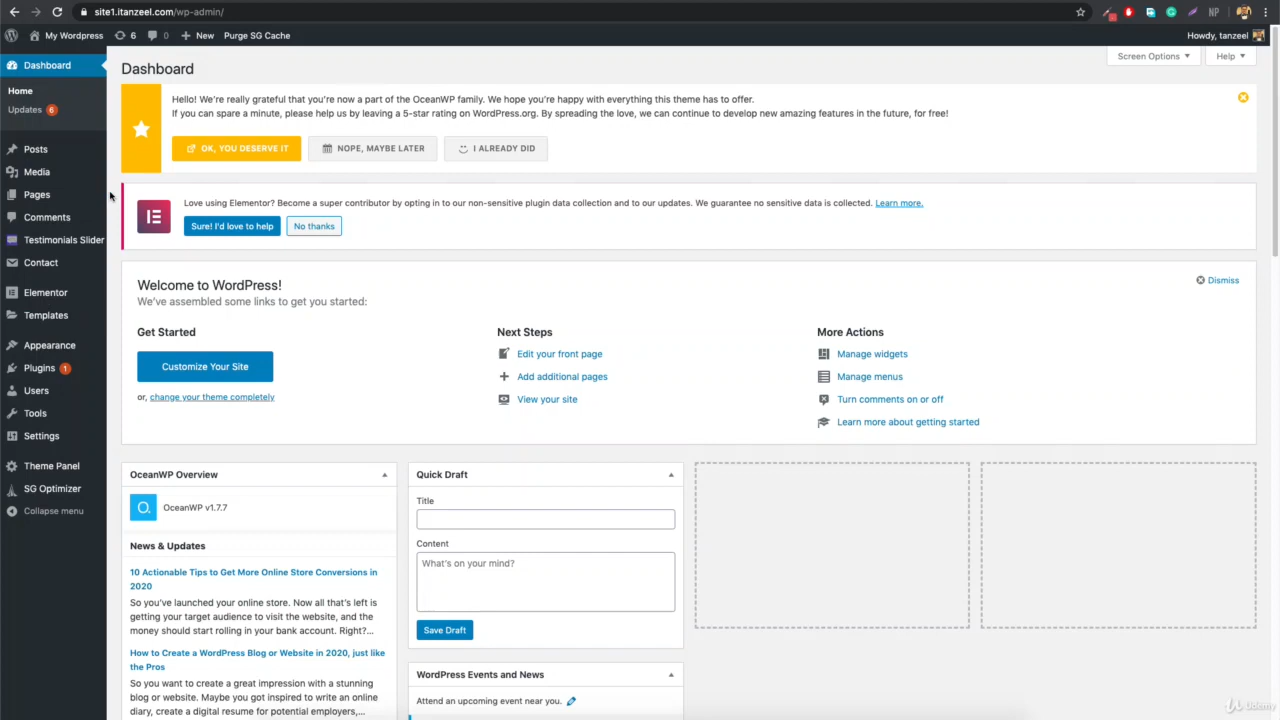 site1.itanzeel.com/wp-admin/
NP
My Wordpress
6
0
New
Purge SG Cache
Howdy, tanzeel
Dashboard
Home
Updates 6
Posts
Media
Pages
Comments
Testimonials Slider
Contact
Elementor
Templates
Appearance
Plugins 1
Users
Tools
Settings
Theme Panel
SG Optimizer
Collapse menu
Screen Options
Help
Dashboard
Hello! We're really grateful that you're now a part of the OceanWP family. We hope you're happy with everything this theme has to offer.
If you can spare a minute, please help us by leaving a 5-star rating on WordPress.org. By spreading the love, we can continue to develop new amazing features in the future, for free!
OK, YOU DESERVE IT
NOPE, MAYBE LATER
I ALREADY DID
Love using Elementor? Become a super contributor by opting in to our non-sensitive plugin data collection and to our updates. We guarantee no sensitive data is collected. Learn more.
Sure! I'd love to help
No thanks
Welcome to WordPress!
We've assembled some links to get you started:
Dismiss
Get Started
Customize Your Site
or, change your theme completely
Next Steps
Edit your front page
Add additional pages
View your site
More Actions
Manage widgets
Manage menus
Turn comments on or off
Learn more about getting started
OceanWP Overview
OceanWP v1.7.7
News & Updates
10 Actionable Tips to Get More Online Store Conversions in
2020
So you've launched your online store. Now all that's left is
getting your target audience to visit the website, and the
money should start rolling in your bank account. Right?...
How to Create a WordPress Blog or Website in 2020, just like
the Pros
So you want to create a great impression with a stunning
blog or website. Maybe you got inspired to write an online
diary, create a digital resume for potential employers,...
Quick Draft
Title
Content
What's on your mind?
Save Draft
WordPress Events and News
Attend an upcoming event near you.
Udemy